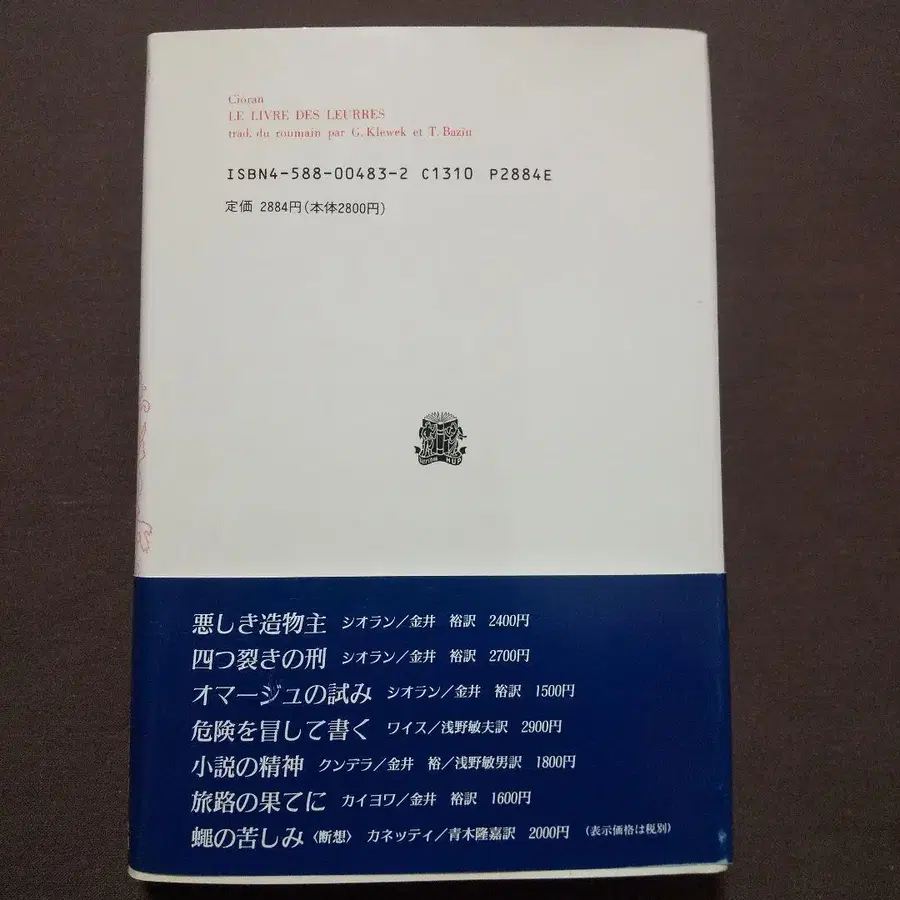 Cioran
LE LIVRE DES LEURRES
trad. du roumain par G. Klewek et T. Bazin
ISBN4-588-00483-2 C1310 P2884E
定価 2884円(本体2800円)
HUP
悪しき造物主 シオラン/金井 裕訳 2400円
四つ裂きの刑 シオラン/金井 裕訳 2700円
オマージュの試み シオラン/金井 裕訳 1500円
危険を冒して書く ワイス/浅野敏夫訳 2900円
小説の精神 クンデラ/金井 裕/浅野敏男訳 1800円
旅路の果てに カイヨワ/金井 裕訳 1600円
蠅の苦しみ〈断想〉 カネッティ/青木隆嘉訳 2000円 (表示価格は税別)